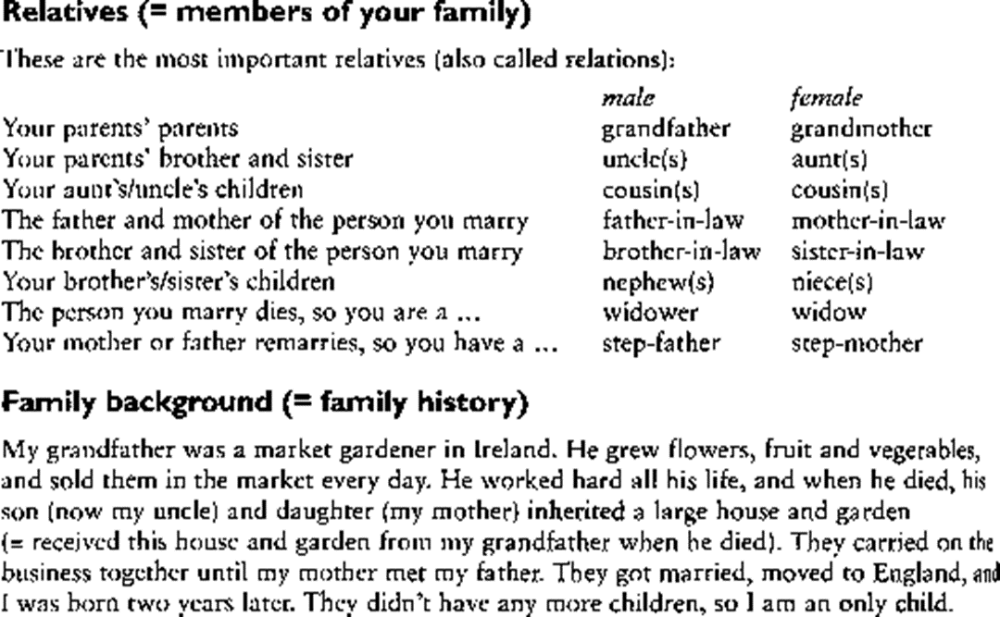 Relatives (= members of your family)
These are the most important relatives (also called relations):
male female
Your parents' parents grandfather grandmother
Your parents' brother and sister uncle(s) aunt(s)
Your aunt's/uncle's children cousin(s) cousin(s)
The father and mother of the person you marry father-in-law mother-in-law
The brother and sister of the person you marry brother-in-law sister-in-law
Your brother's/sister's children nephew(s) niece(s)
The person you marry dies, so you are a ... widower widow
Your mother or father remarries, so you have a ... step-father step-mother
Family background (= family history)
My grandfather was a market gardener in Ireland. He grew flowers, fruit and vegetables,
and sold them in the market every day. He worked hard all his life, and when he died, his
son (now my uncle) and daughter (my mother) inherited a large house and garden
(= received this house and garden from my grandfather when he died). They carried on the
business together until my mother met my father. They got married, moved to England, and
I was born two years later. They didn't have any more children, so I am an only child.